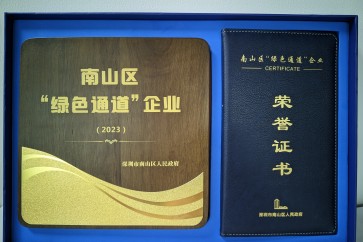 南山区
“绿色通道”企业
（2023）
深圳市南山区人民政府
南山区“绿色通道”企业
CERTIFICATE
荣誉证书
深圳市南山区人民政府